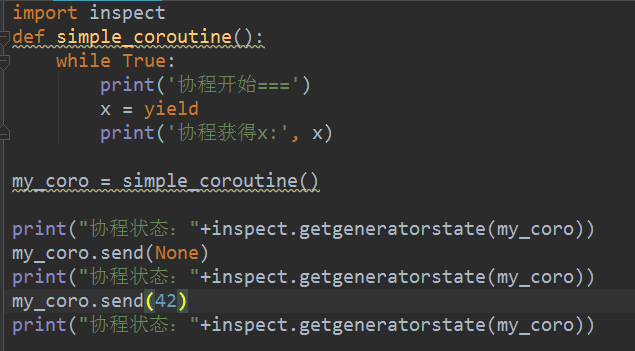 import inspect
def simple_coroutine():
    while True:
        print('协程开始===')
        x = yield
        print('协程获得x:', x)
my_coro = simple_coroutine()
print("协程状态："+inspect.getgeneratorstate(my_coro))
my_coro.send(None)
print("协程状态："+inspect.getgeneratorstate(my_coro))
my_coro.send(42)
print("协程状态："+inspect.getgeneratorstate(my_coro))